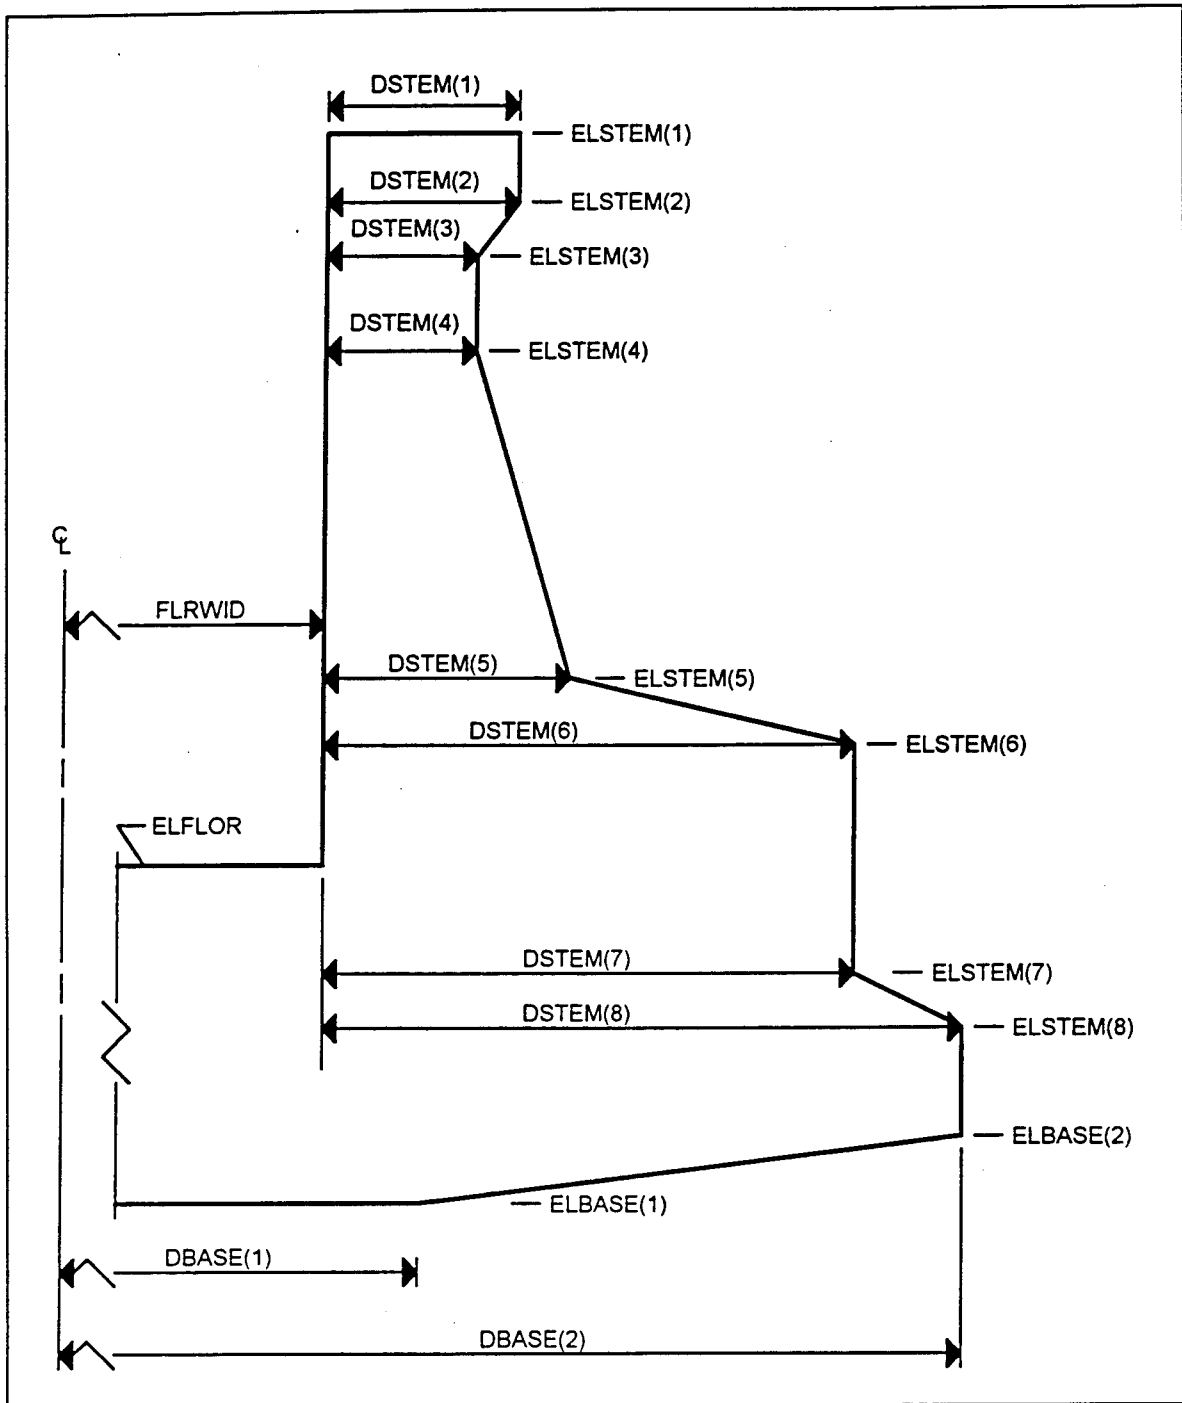 DSTEM(1)
ELSTEM(1)
DSTEM(2)
ELSTEM(2)
DSTEM(3)
ELSTEM(3)
DSTEM(4)
ELSTEM(4)
℄
FLRWID
DSTEM(5)
ELSTEM(5)
DSTEM(6)
ELSTEM(6)
ELFLOR
DSTEM(7)
ELSTEM(7)
DSTEM(8)
ELSTEM(8)
ELBASE(2)
ELBASE(1)
DBASE(1)
DBASE(2)